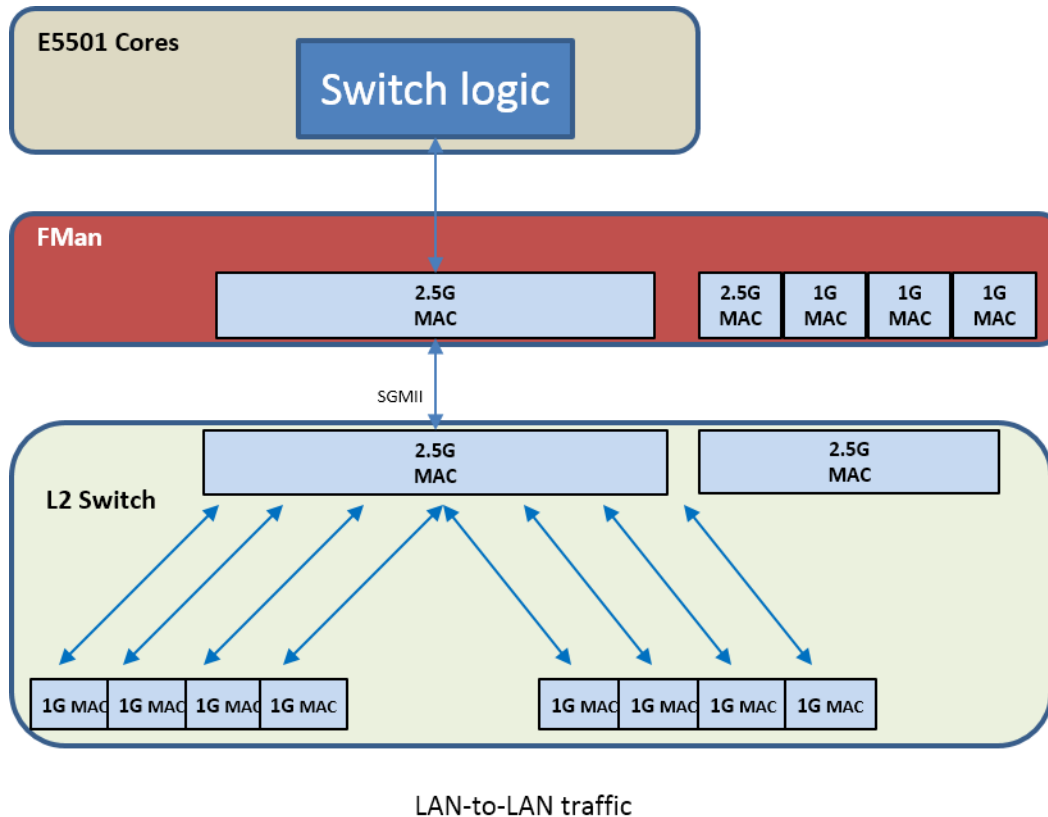 E5501 Cores
Switch logic
FMan
2.5G
MAC
2.5G
MAC
1G
MAC
1G
MAC
1G
MAC
SGMII
2.5G
MAC
2.5G
MAC
L2 Switch
1G MAC
1G MAC
1G MAC
1G MAC
1G MAC
1G MAC
1G MAC
1G MAC
LAN-to-LAN traffic